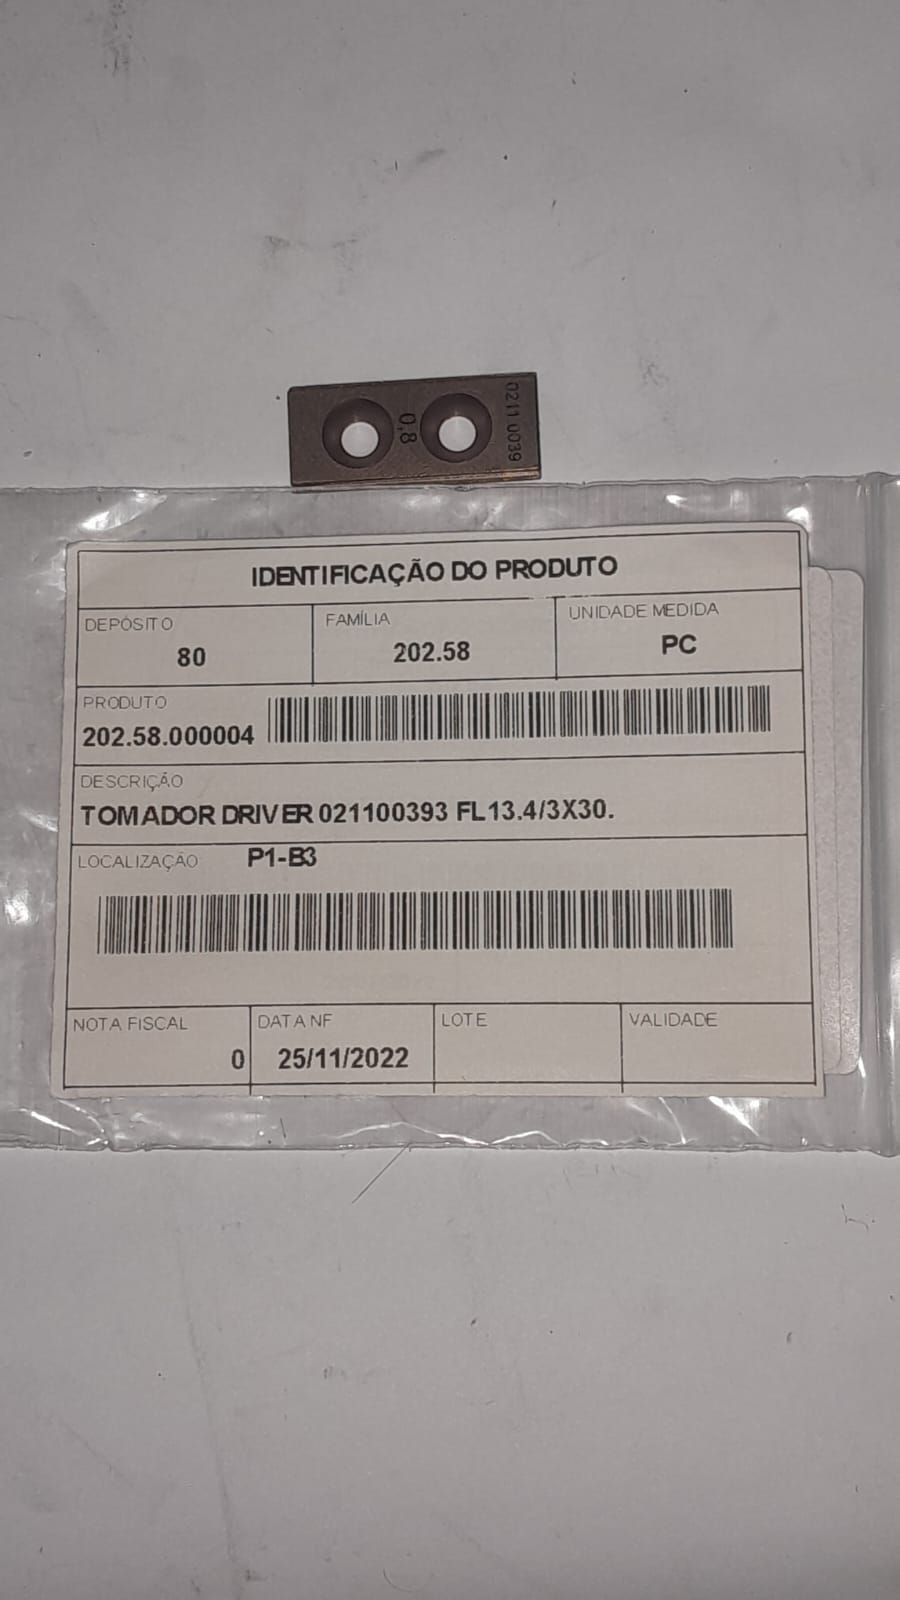 0211 0039
0,8
IDENTIFICAÇÃO DO PRODUTO
DEPÓSITO
80
FAMÍLIA
202.58
UNIDADE MEDIDA
PC
PRODUTO
202.58.000004
DESCRIÇÃO
TOMADOR DRIVER 021100393 FL13.4/3X30.
LOCALIZAÇÃO P1-B3
NOTA FISCAL
0
DATA NF
25/11/2022
LOTE
VALIDADE